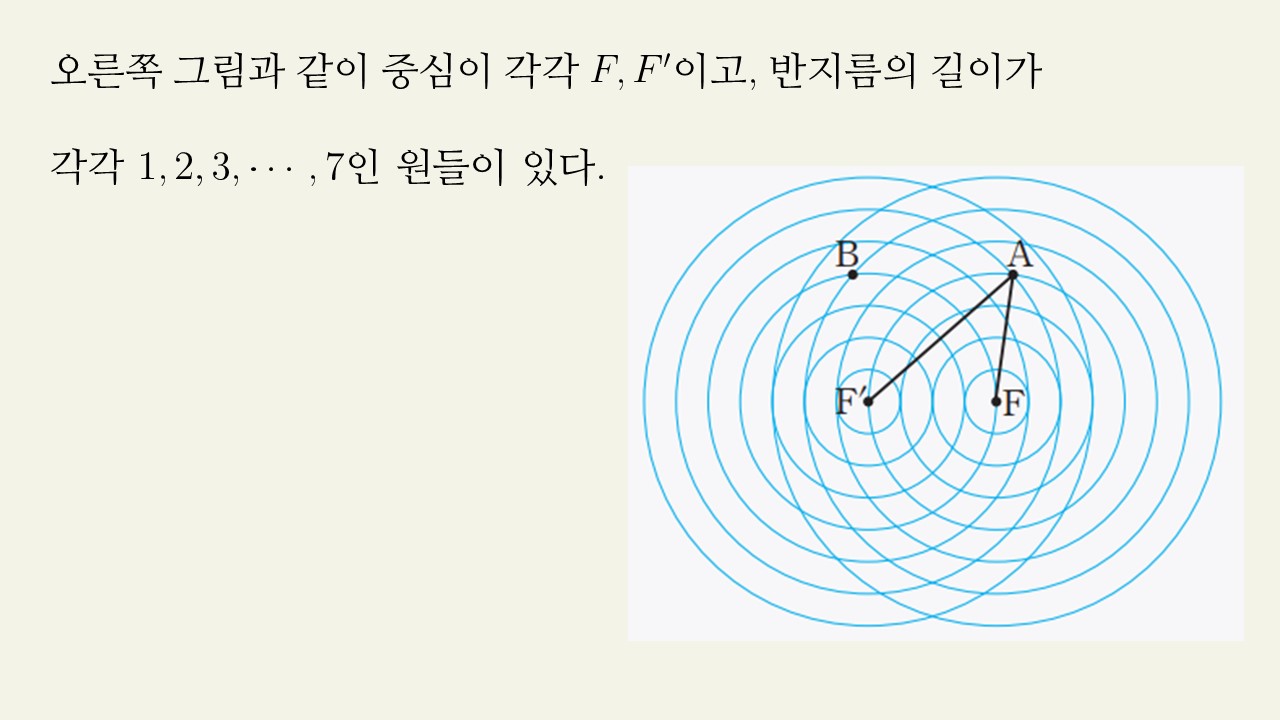 오른쪽 그림과 같이 중심이 각각 F, F′이고, 반지름의 길이가
각각 1, 2, 3, ⋯ , 7인 원들이 있다.
B
A
F′
F